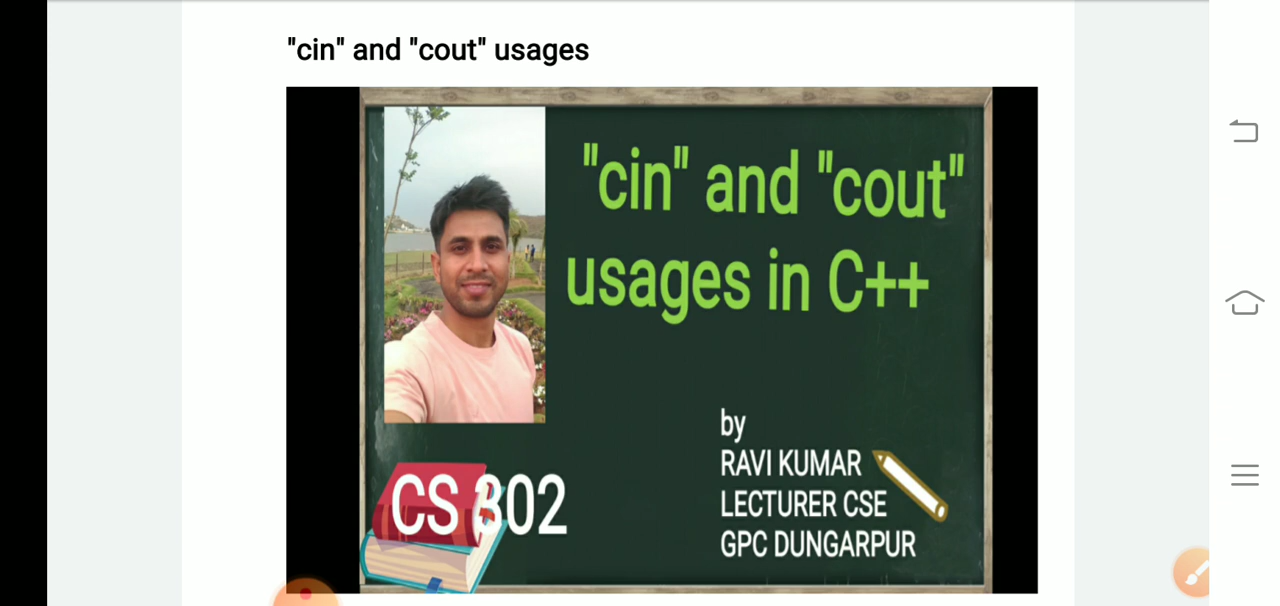 "cin" and "cout" usages
"cin" and "cout"
usages in C++
by
RAVI KUMAR
LECTURER CSE
GPC DUNGARPUR
CS 302